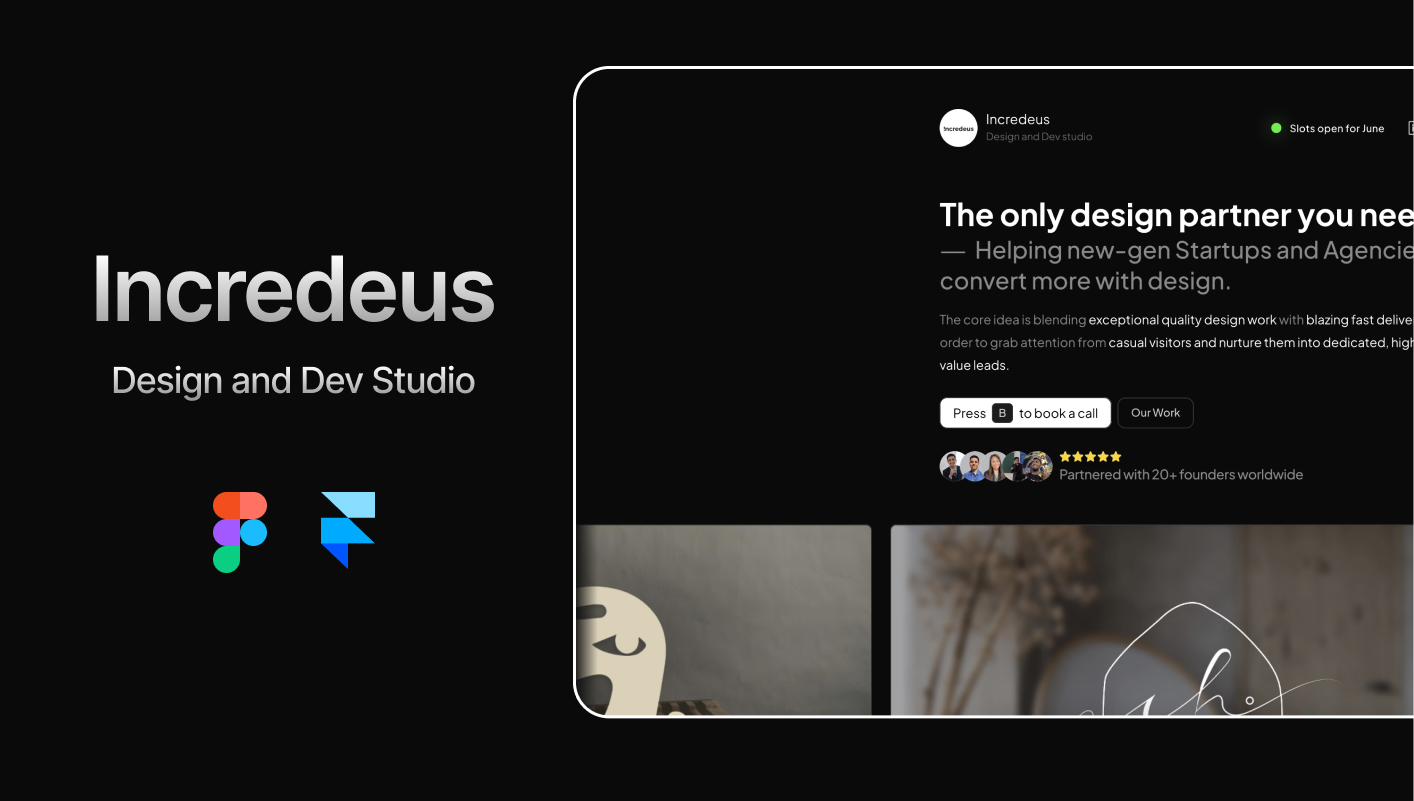 Incredeus
Design and Dev Studio
Incredeus
Incredeus
Design and Dev studio
Slots open for June
The only design partner you nee
— Helping new-gen Startups and Agencie
convert more with design.
The core idea is blending exceptional quality design work with blazing fast delive
order to grab attention from casual visitors and nurture them into dedicated, high
value leads.
Press B to book a call
Our Work
Partnered with 20+ founders worldwide